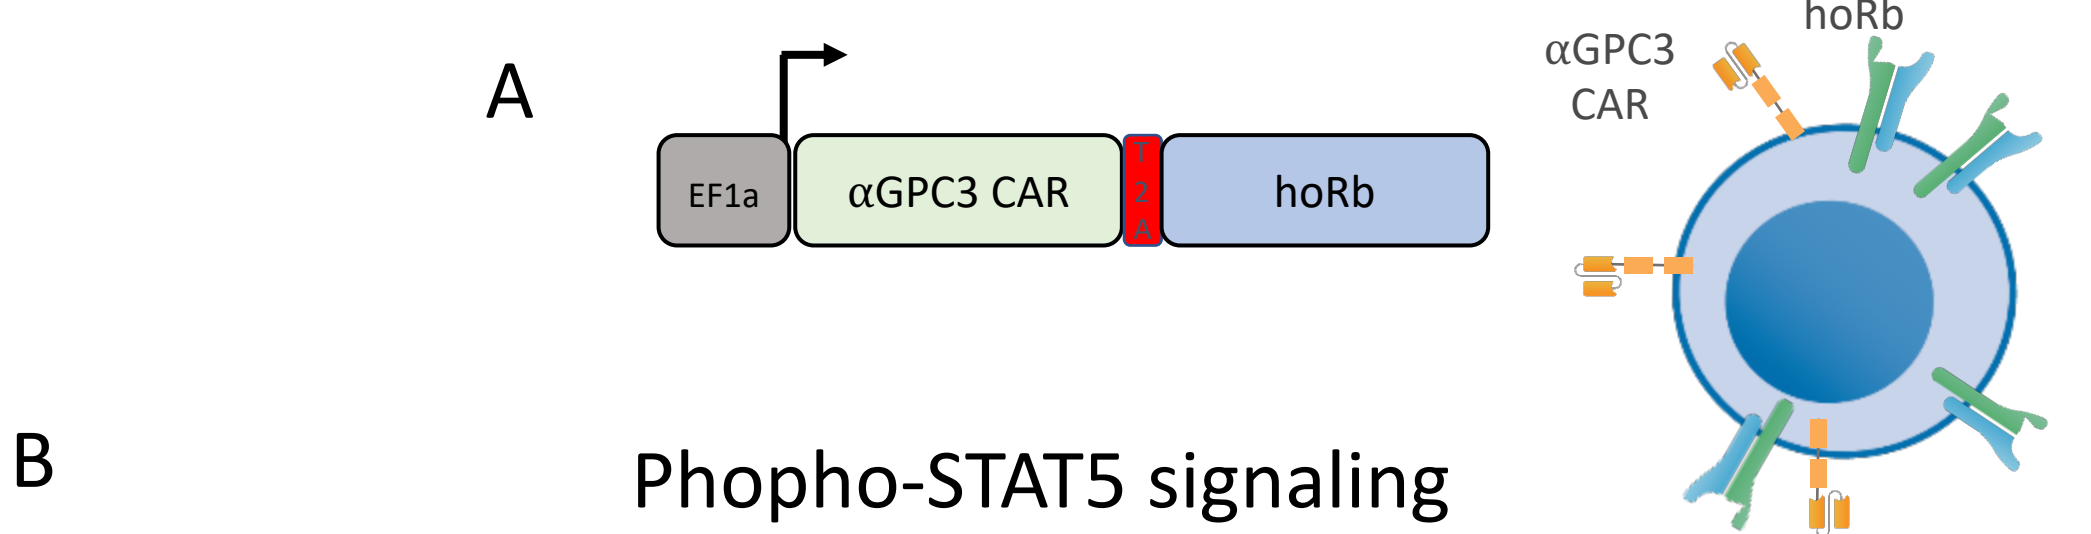 A
EF1a
αGPC3 CAR
T
2
A
hoRb
hoRb
αGPC3
CAR
B
Phopho-STAT5 signaling